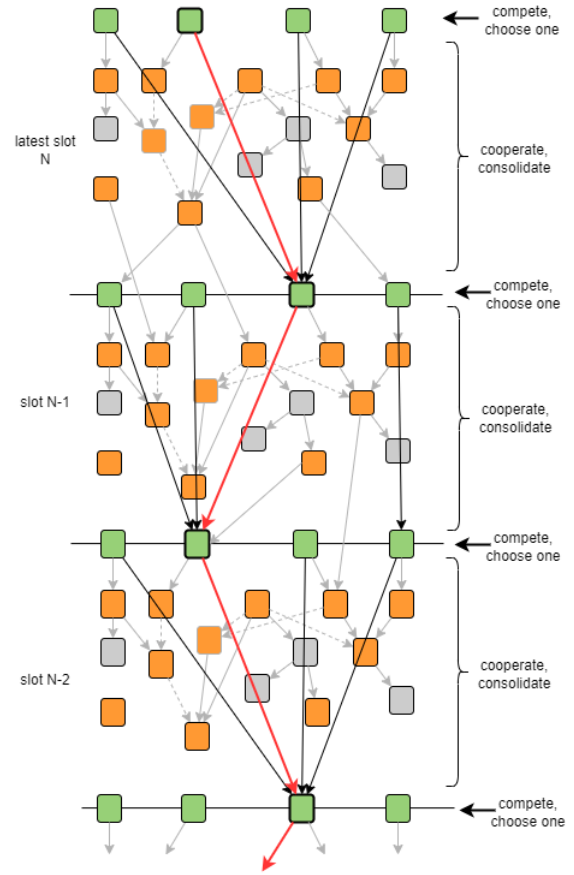 compete,
choose one
latest slot
N
cooperate,
consolidate
compete,
choose one
slot N-1
cooperate,
consolidate
compete,
choose one
slot N-2
cooperate,
consolidate
compete,
choose one